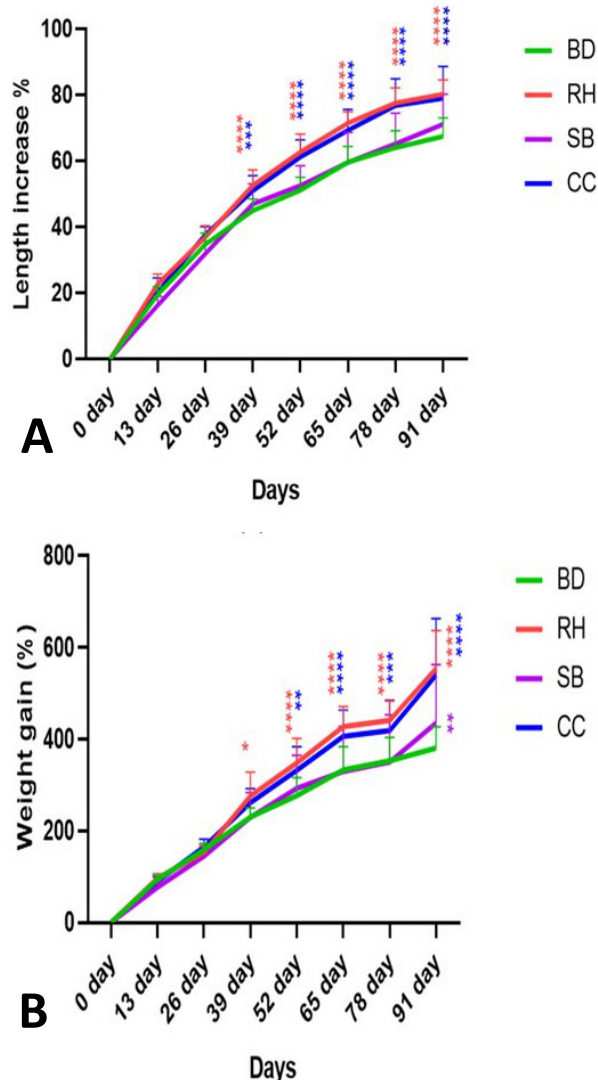 100
80
60
40
20
0
Length increase %
****
***
****
****
****
****
****
****
****
****
BD
RH
SB
CC
0 day
13 day
26 day
39 day
52 day
65 day
78 day
91 day
Days
A
800
600
400
200
0
Weight gain (%)
*
****
**
****
****
****
***
****
****
**
BD
RH
SB
CC
0 day
13 day
26 day
39 day
52 day
65 day
78 day
91 day
Days
B